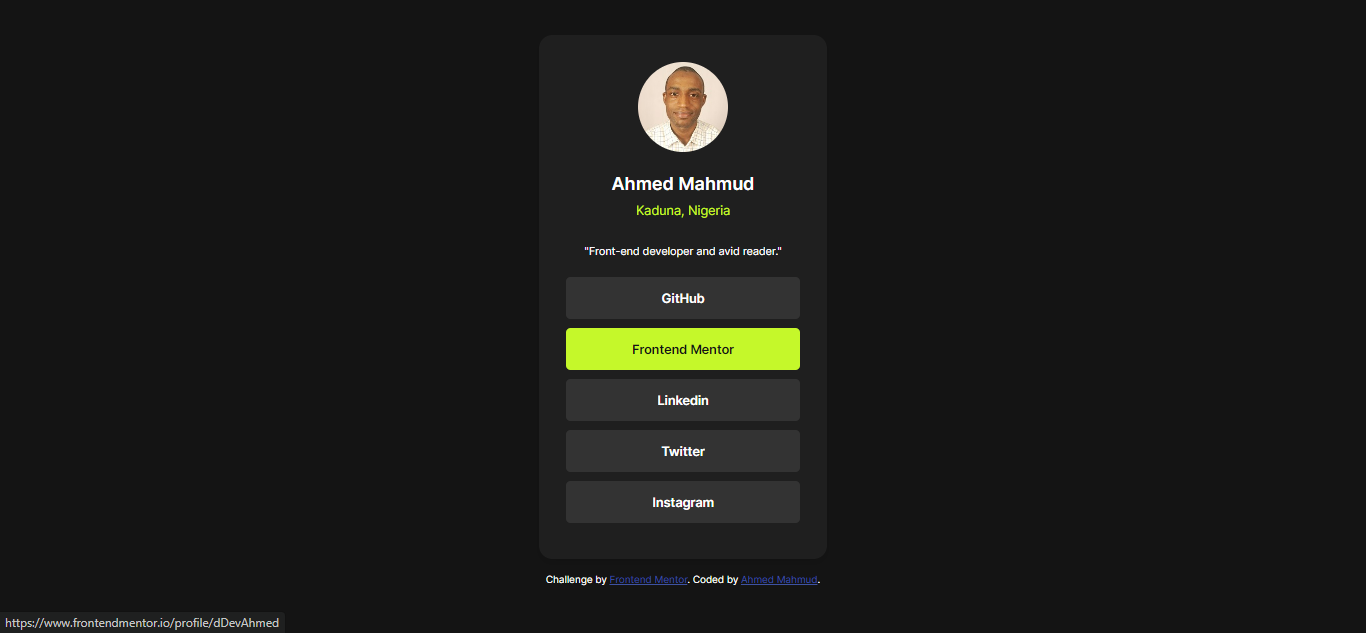 Ahmed Mahmud
Kaduna, Nigeria
"Front-end developer and avid reader."
GitHub
Frontend Mentor
Linkedin
Twitter
Instagram
Challenge by Frontend Mentor. Coded by Ahmed Mahmud.
https://www.frontendmentor.io/profile/dDevAhmed